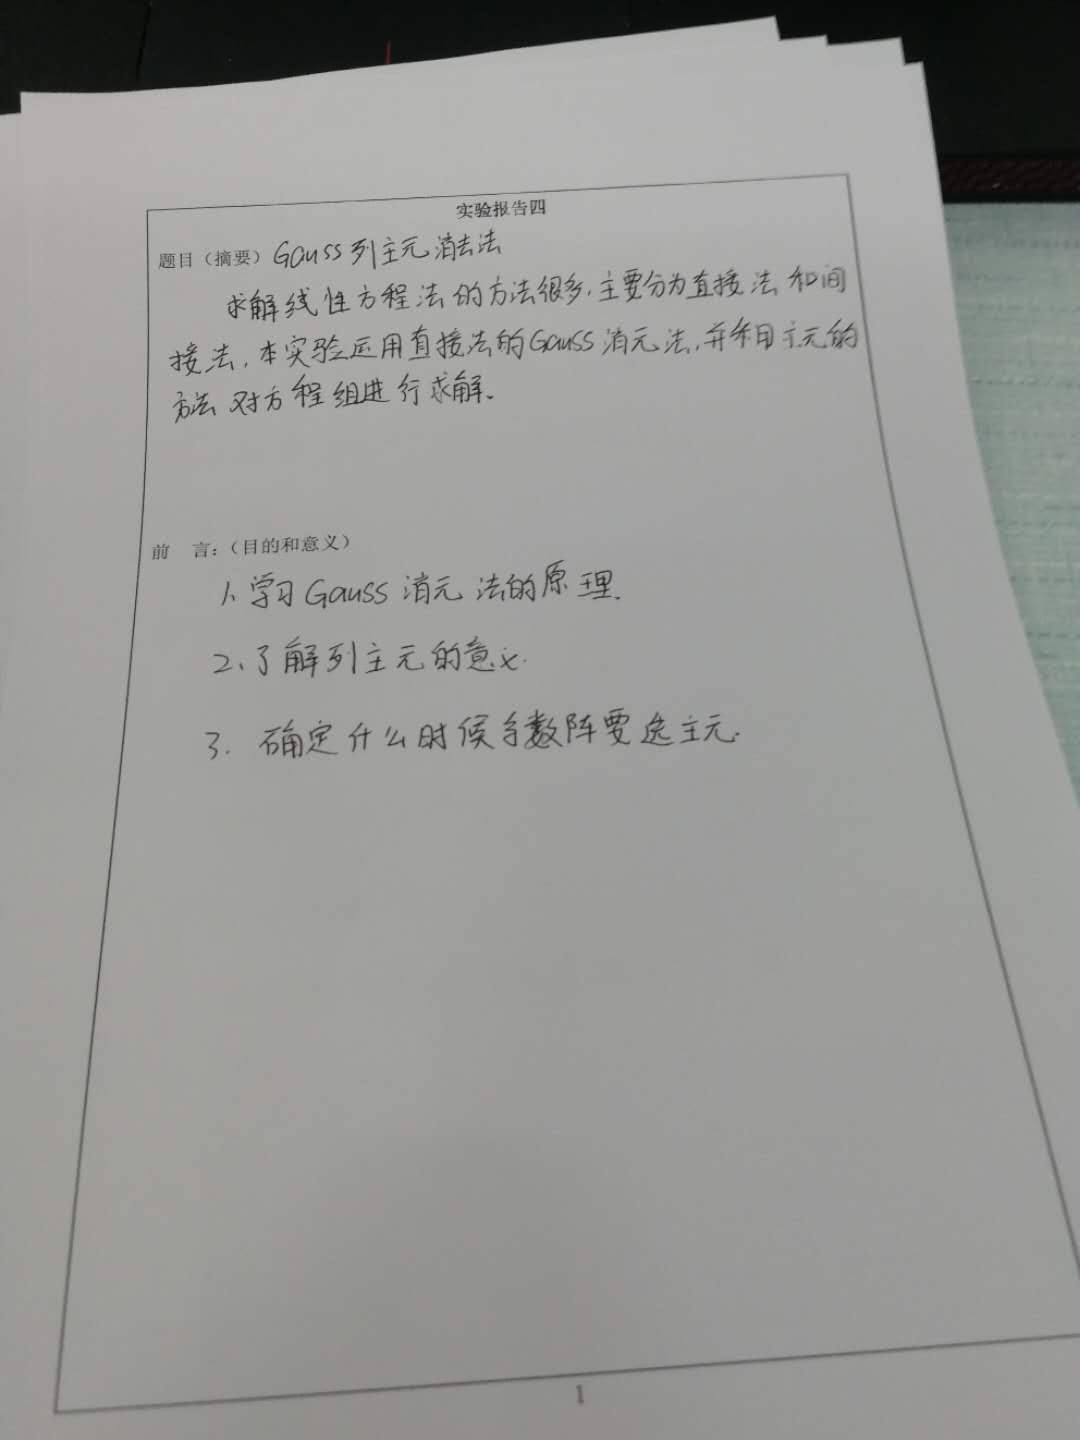 实验报告四
题目（摘要）Gauss列主元消去法
求解线性方程法的方法很多,主要分为直接法和间
接法,本实验运用直接法的Gauss消元法,并采用主元的
方法对方程组进行求解.
前 言：（目的和意义）
1、学习Gauss消元法的原理.
2、了解列主元的意义.
3. 确定什么时候系数阵要选主元.
1